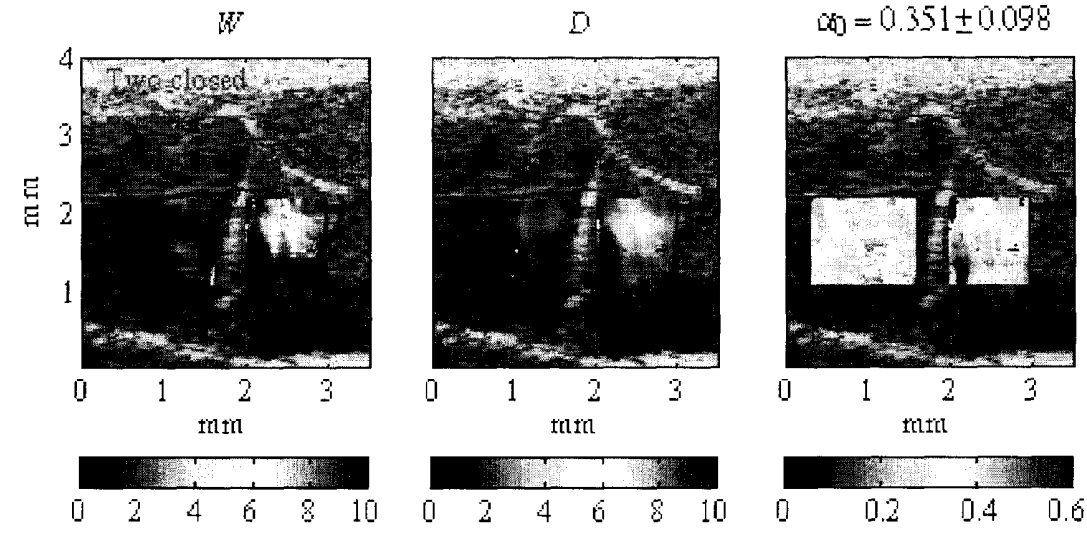 W D α0 = 0.351±0.098
Two closed
4
3
2
1
mm
0 1 2 3 0 1 2 3 0 1 2 3
mm mm mm
0 2 4 6 8 10 0 2 4 6 8 10 0 0.2 0.4 0.6